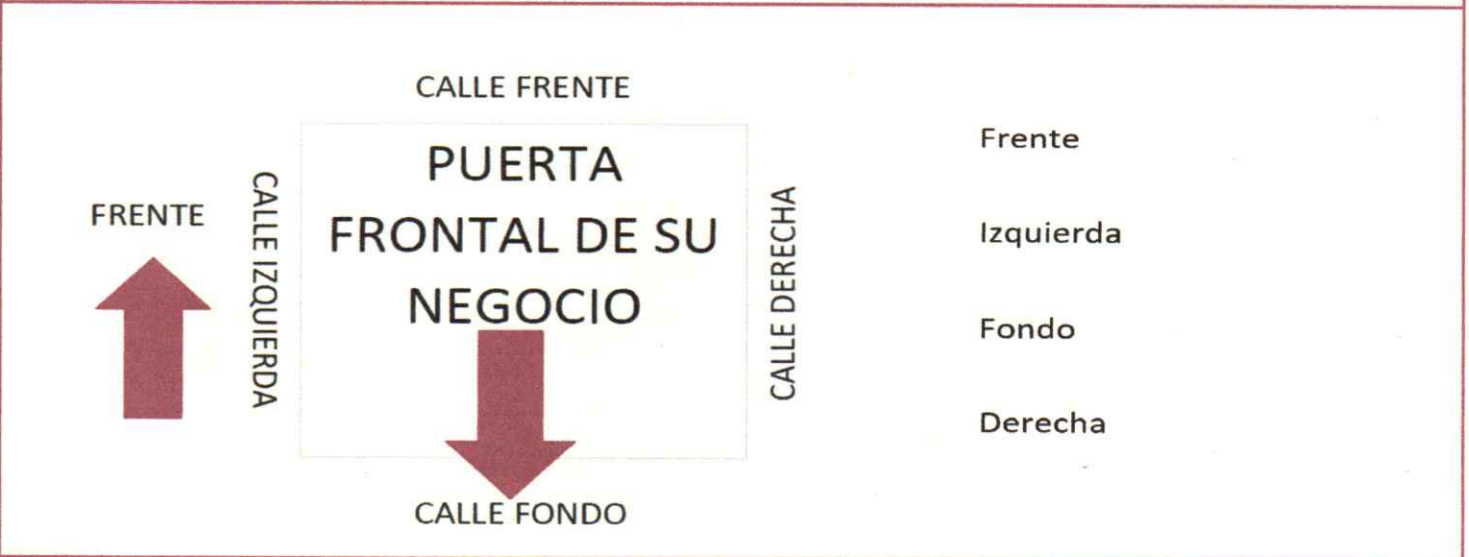 CALLE FRENTE
FRENTE
CALLE IZQUIERDA
PUERTA
FRONTAL DE SU
NEGOCIO
CALLE DERECHA
CALLE FONDO
Frente
Izquierda
Fondo
Derecha